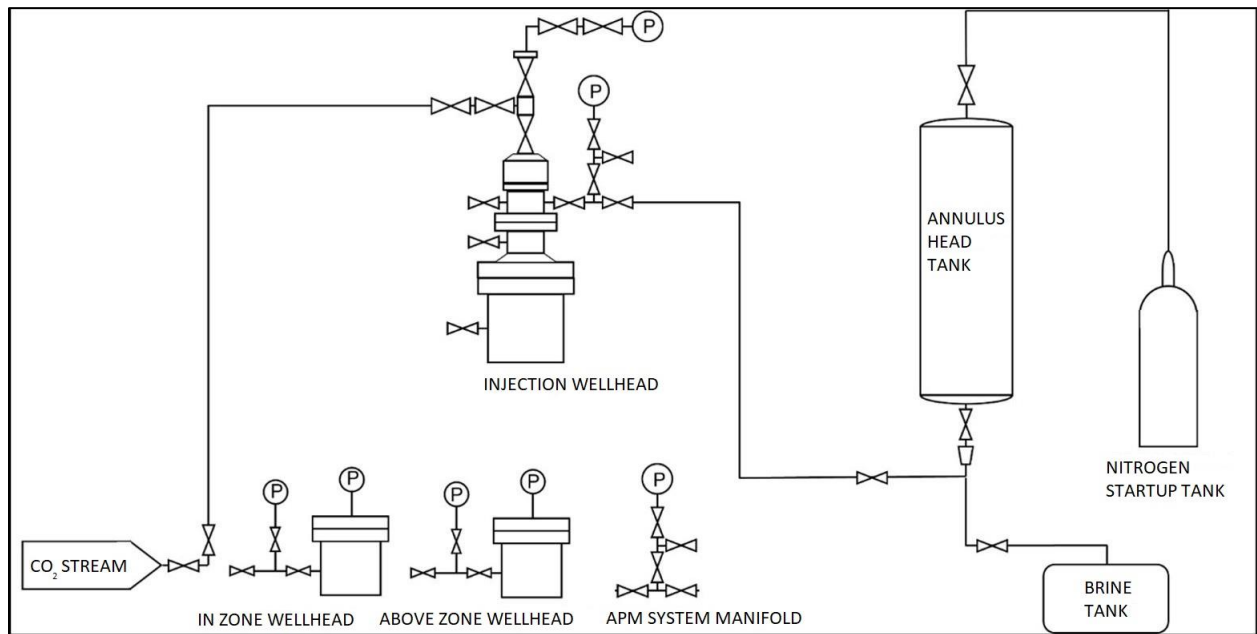 P
P
ANNULUS
HEAD
TANK
INJECTION WELLHEAD
NITROGEN
STARTUP TANK
P
P
P
P
P
CO₂ STREAM
BRINE
TANK
IN ZONE WELLHEAD
ABOVE ZONE WELLHEAD
APM SYSTEM MANIFOLD